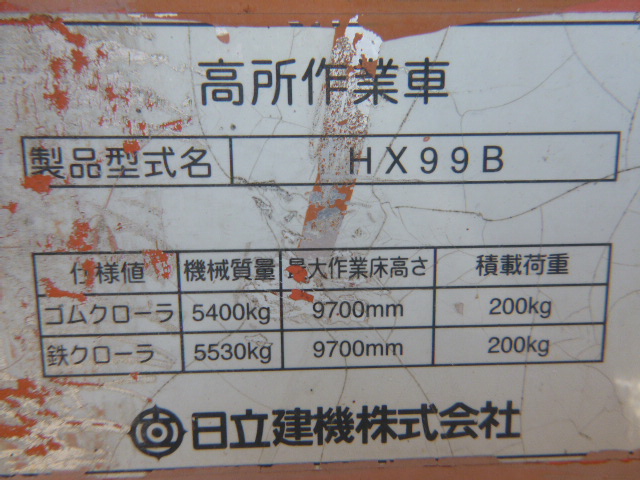 高所作業車
製品型式名 HX99B
仕様値 機械質量 最大作業床高さ 積載荷重
ゴムクローラ 5400kg 9700mm 200kg
鉄クローラ 5530kg 9700mm 200kg
日立建機株式会社